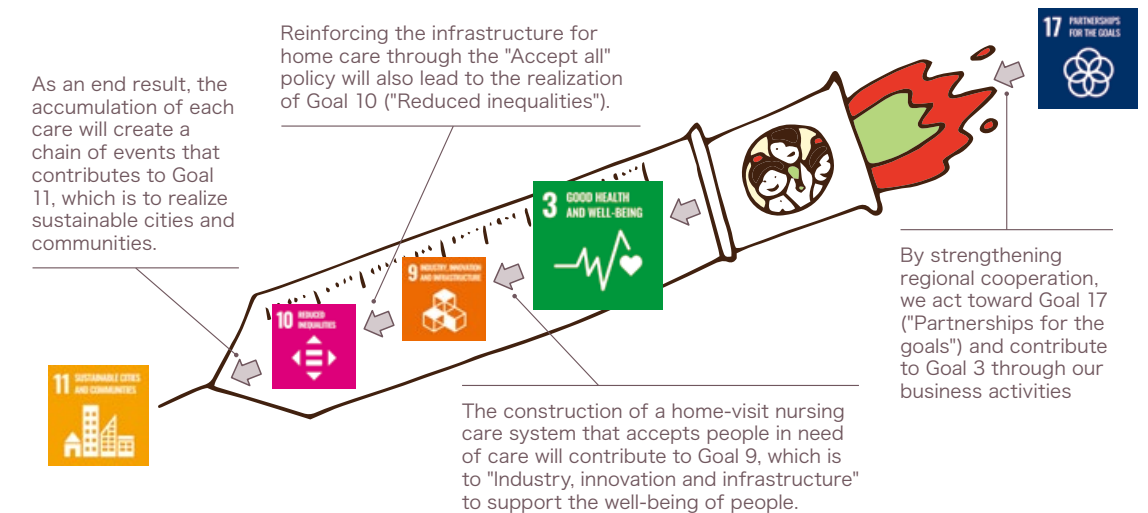 Reinforcing the infrastructure for
home care through the "Accept all"
policy will also lead to the realization
of Goal 10 ("Reduced inequalities").
As an end result, the
accumulation of each
care will create a
chain of events that
contributes to Goal
11, which is to realize
sustainable cities and
communities.
17 PARTNERSHIPS
FOR THE GOALS
3 GOOD HEALTH
AND WELL-BEING
9 INDUSTRY, INNOVATION
AND INFRASTRUCTURE
10 REDUCED
INEQUALITIES
11 SUSTAINABLE CITIES
AND COMMUNITIES
By strengthening
regional cooperation,
we act toward Goal 17
("Partnerships for the
goals") and contribute
to Goal 3 through our
business activities
The construction of a home-visit nursing
care system that accepts people in need
of care will contribute to Goal 9, which is
to "Industry, innovation and infrastructure"
to support the well-being of people.